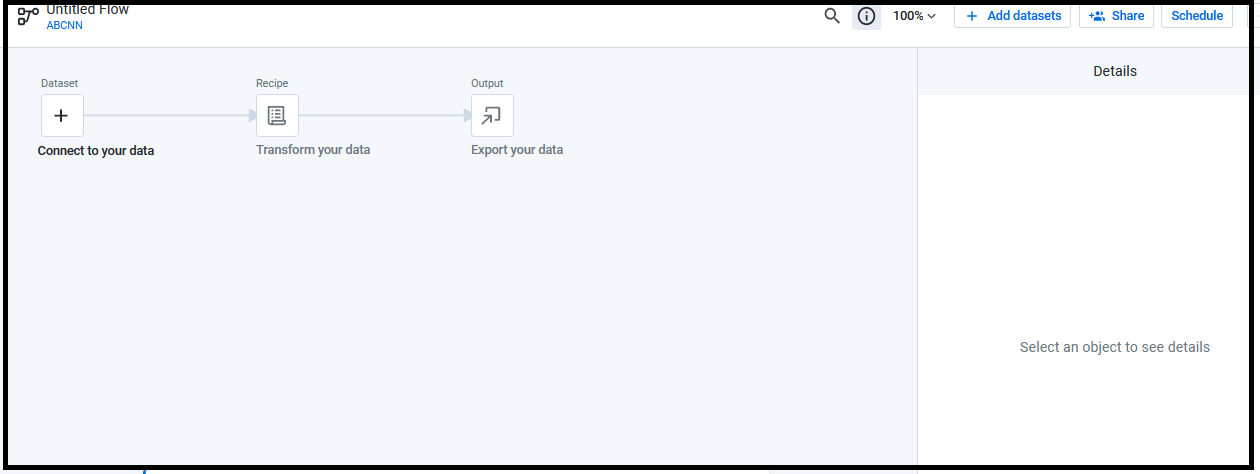 Untitled Flow
ABCNN
100%
Add datasets
Share
Schedule
Dataset
Recipe
Output
Connect to your data
Transform your data
Export your data
Details
Select an object to see details